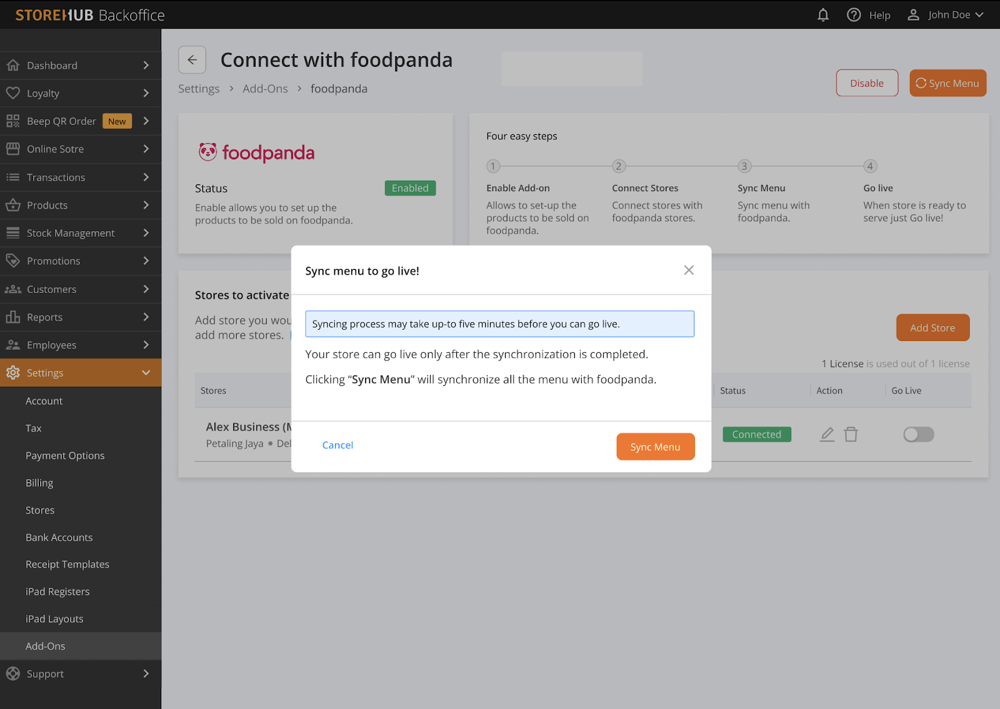 STOREHUB Backoffice
Help
John Doe
Dashboard
Loyalty
Beep QR Order New
Online Sotre
Transactions
Products
Stock Management
Promotions
Customers
Reports
Employees
Settings
Account
Tax
Payment Options
Billing
Stores
Bank Accounts
Receipt Templates
iPad Registers
iPad Layouts
Add-Ons
Support
Connect with foodpanda
Settings > Add-Ons > foodpanda
Disable
Sync Menu
foodpanda
Status
Enabled
Enable allows you to set up the
products to be sold on foodpanda.
Four easy steps
1
2
3
4
Enable Add-on
Allows to set-up the
products to be sold on
foodpanda.
Connect Stores
Connect stores with
foodpanda stores.
Sync Menu
Sync menu with
foodpanda.
Go live
When store is ready to
serve just Go live!
Stores to activate
Add store you wou
add more stores.
Add Store
1 License is used out of 1 license
Stores
Status
Action
Go Live
Alex Business (M
Petaling Jaya • Del
Connected
Sync menu to go live!
Syncing process may take up-to five minutes before you can go live.
Your store can go live only after the synchronization is completed.
Clicking “Sync Menu” will synchronize all the menu with foodpanda.
Cancel
Sync Menu